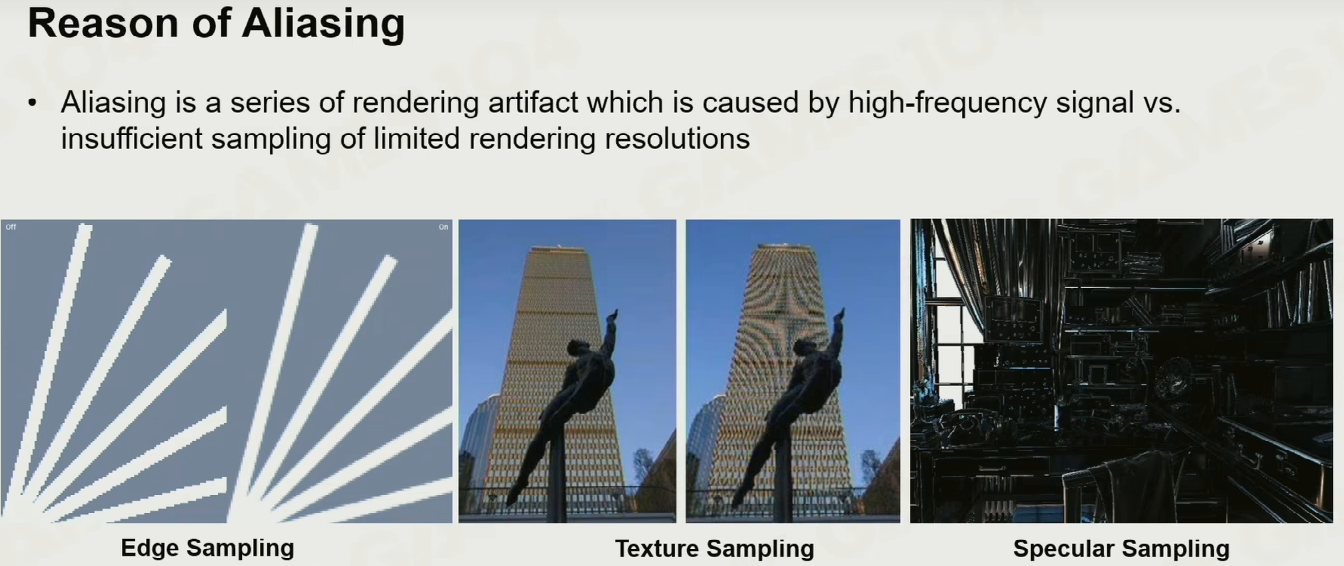 Reason of Aliasing
• Aliasing is a series of rendering artifact which is caused by high-frequency signal vs.
insufficient sampling of limited rendering resolutions
Off
On
Edge Sampling
Texture Sampling
Specular Sampling